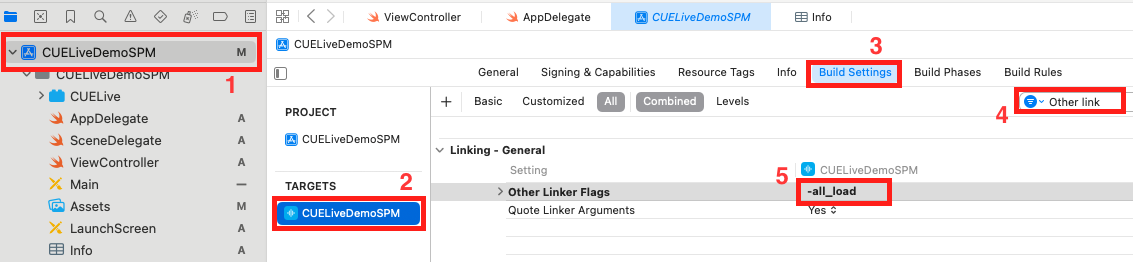 ViewController
AppDelegate
CUELiveDemoSPM
Info
CUELiveDemoSPM M
1
CUELiveDemoSPM
CUELive
AppDelegate A
SceneDelegate A
ViewController A
Main —
Assets A
LaunchScreen A
Info A
CUELiveDemoSPM
3
General Signing & Capabilities Resource Tags Info Build Settings Build Phases Build Rules
PROJECT
CUELiveDemoSPM
TARGETS
2
CUELiveDemoSPM
+ Basic Customized All Combined Levels
4
Other link
Linking - General
Setting
CUELiveDemoSPM
5
Other Linker Flags -all_load
Quote Linker Arguments Yes